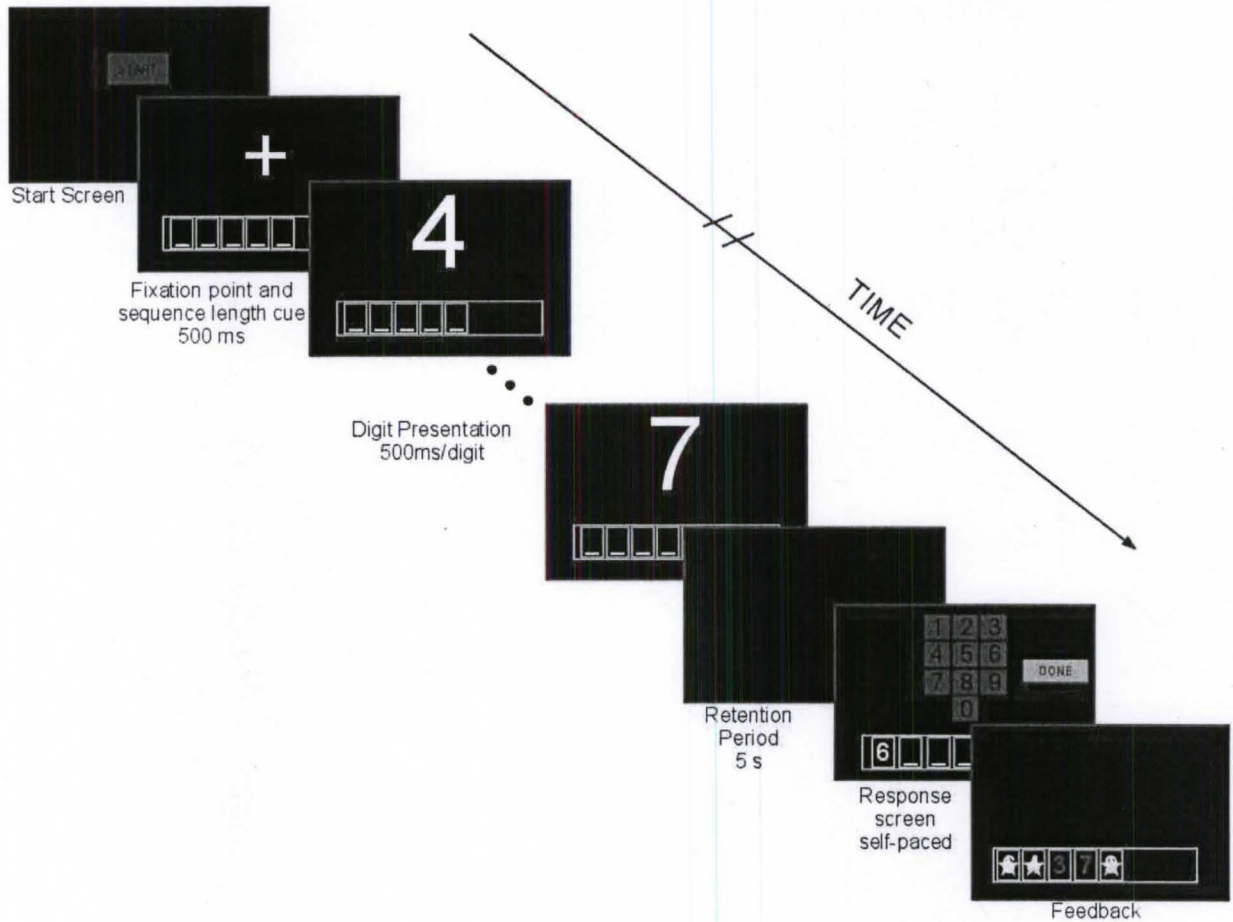 START
Start Screen
+
Fixation point and
sequence length cue
500 ms
4
Digit Presentation
500ms/digit
7
TIME
Retention
Period
5 s
1 2 3
4 5 6
7 8 9
0
DONE
6
Response
screen
self-paced
3 7
Feedback